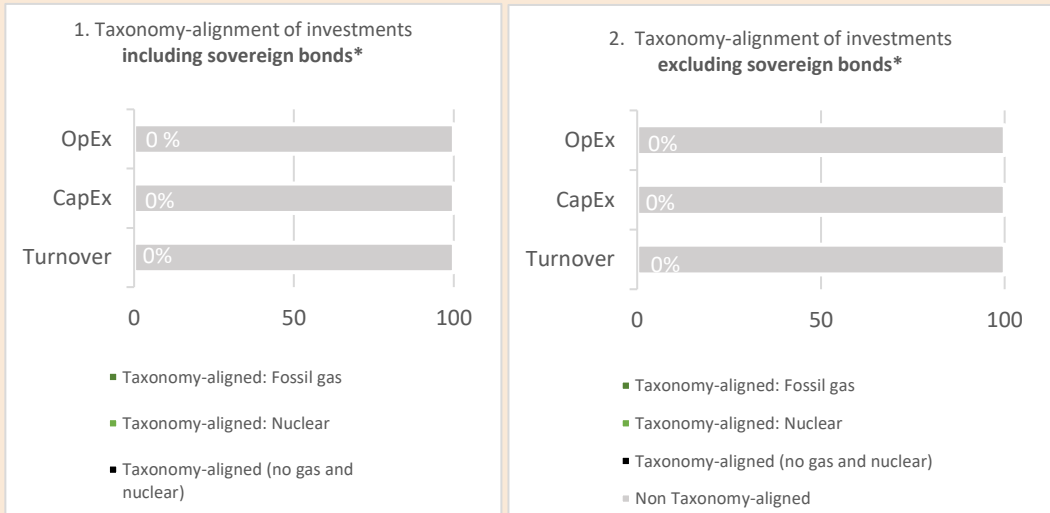 1. Taxonomy-alignment of investments
including sovereign bonds*
OpEx
0 %
CapEx
0%
Turnover
0%
0
50
100
Taxonomy-aligned: Fossil gas
Taxonomy-aligned: Nuclear
Taxonomy-aligned (no gas and
nuclear)
2. Taxonomy-alignment of investments
excluding sovereign bonds*
OpEx
0%
CapEx
0%
Turnover
0%
0
50
100
Taxonomy-aligned: Fossil gas
Taxonomy-aligned: Nuclear
Taxonomy-aligned (no gas and nuclear)
Non Taxonomy-aligned